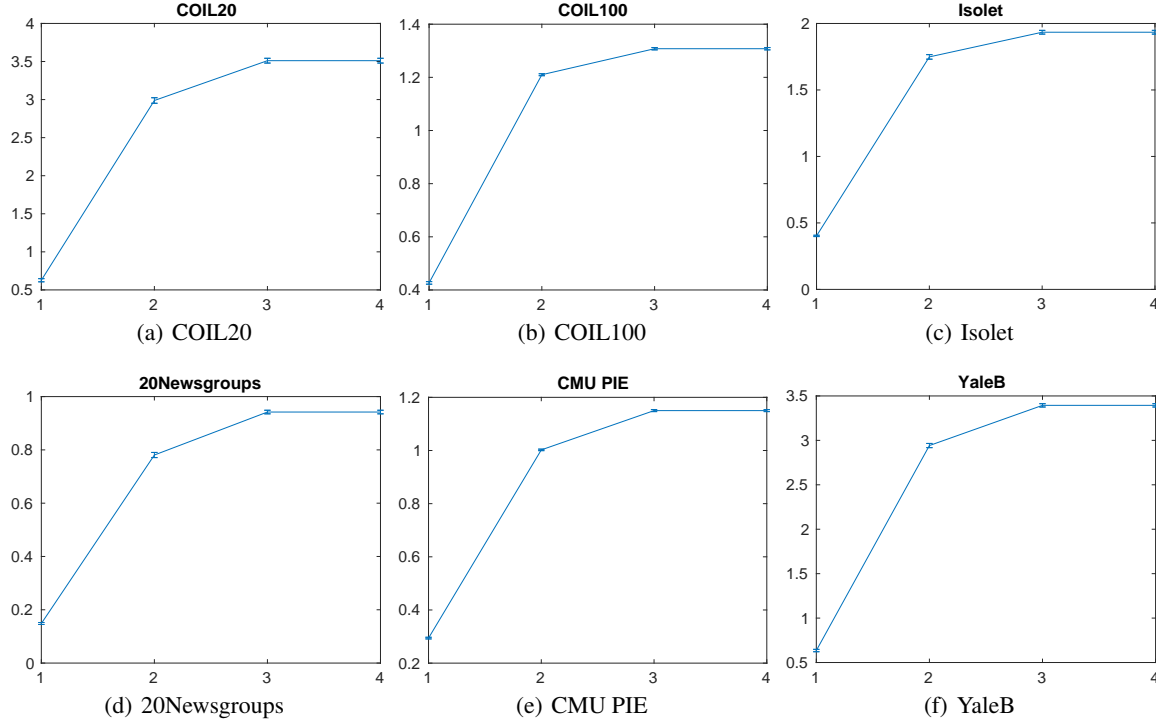 COIL20
4
3.5
3
2.5
2
1.5
1
0.5
1 2 3 4
(a) COIL20
COIL100
1.4
1.2
1
0.8
0.6
0.4
1 2 3 4
(b) COIL100
Isolet
2
1.5
1
0.5
0
1 2 3 4
(c) Isolet
20Newsgroups
1
0.8
0.6
0.4
0.2
0
1 2 3 4
(d) 20Newsgroups
CMU PIE
1.2
1
0.8
0.6
0.4
0.2
1 2 3 4
(e) CMU PIE
YaleB
3.5
3
2.5
2
1.5
1
0.5
1 2 3 4
(f) YaleB